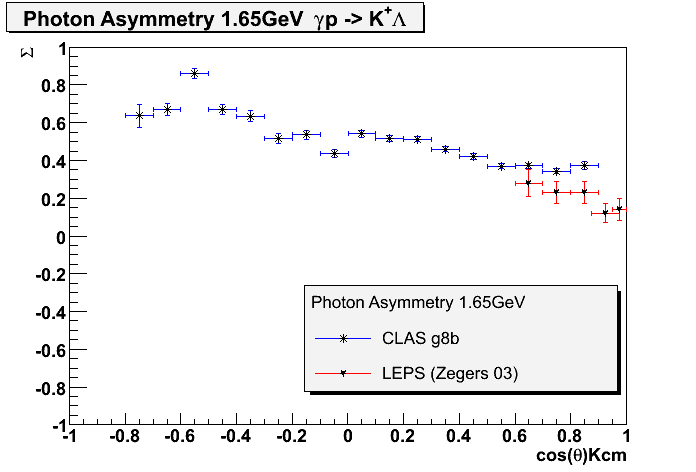 Photon Asymmetry 1.65GeV γp -> K⁺Λ
Σ
1
0.8
0.6
0.4
0.2
0
-0.2
-0.4
-0.6
-0.8
-1
Photon Asymmetry 1.65GeV
CLAS g8b
LEPS (Zegers 03)
-1 -0.8 -0.6 -0.4 -0.2 0 0.2 0.4 0.6 0.8 1
cos(θ)Kcm